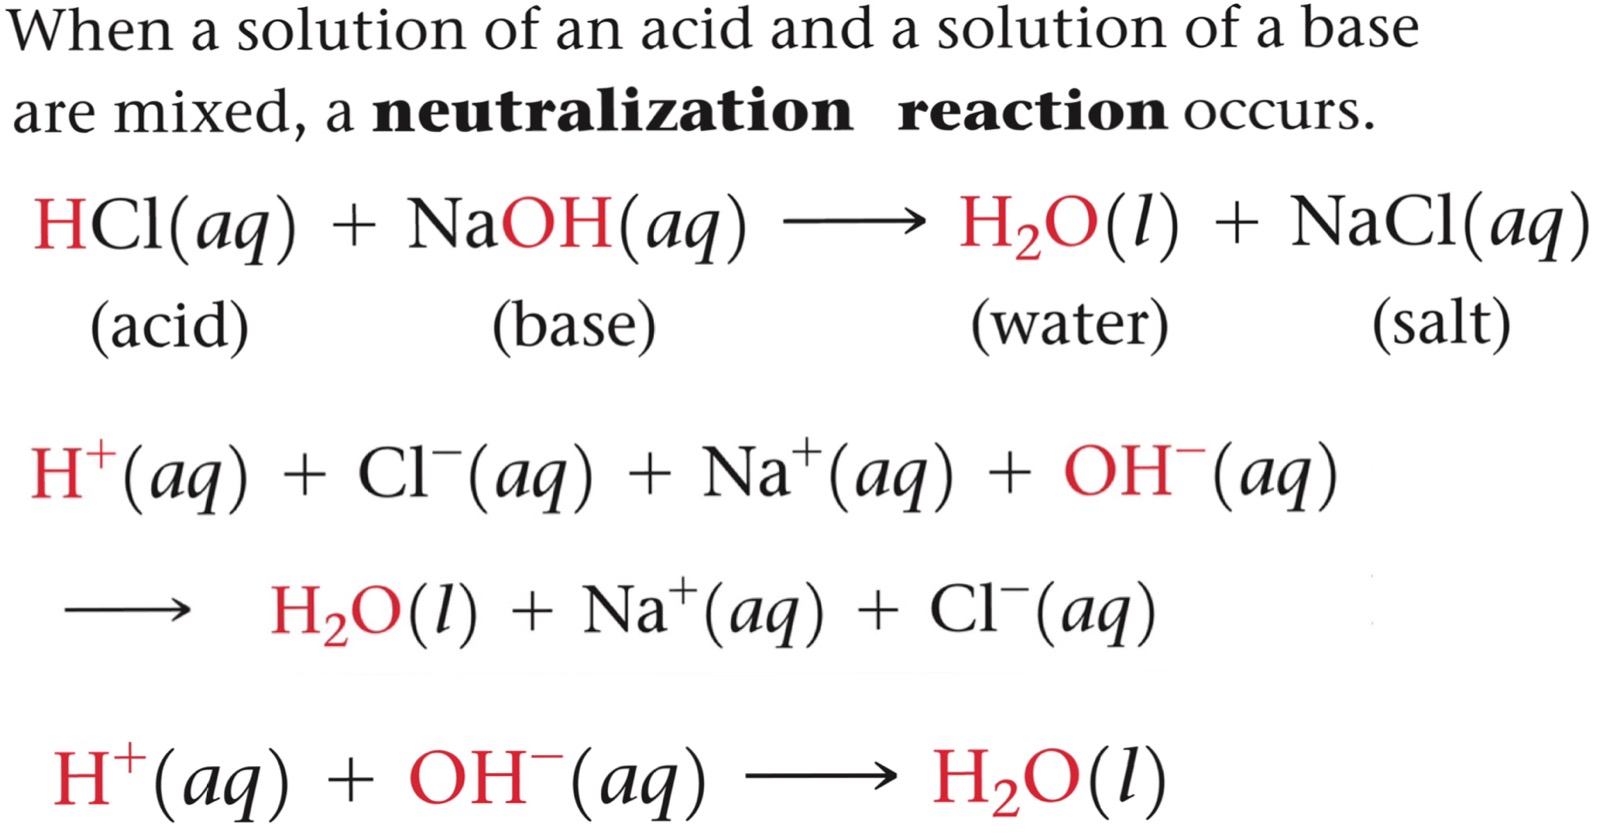 When a solution of an acid and a solution of a base
are mixed, a neutralization reaction occurs.
HCl(aq) + NaOH(aq) ⟶ H₂O(l) + NaCl(aq)
(acid) (base) (water) (salt)
H⁺(aq) + Cl⁻(aq) + Na⁺(aq) + OH⁻(aq)
⟶ H₂O(l) + Na⁺(aq) + Cl⁻(aq)
H⁺(aq) + OH⁻(aq) ⟶ H₂O(l)